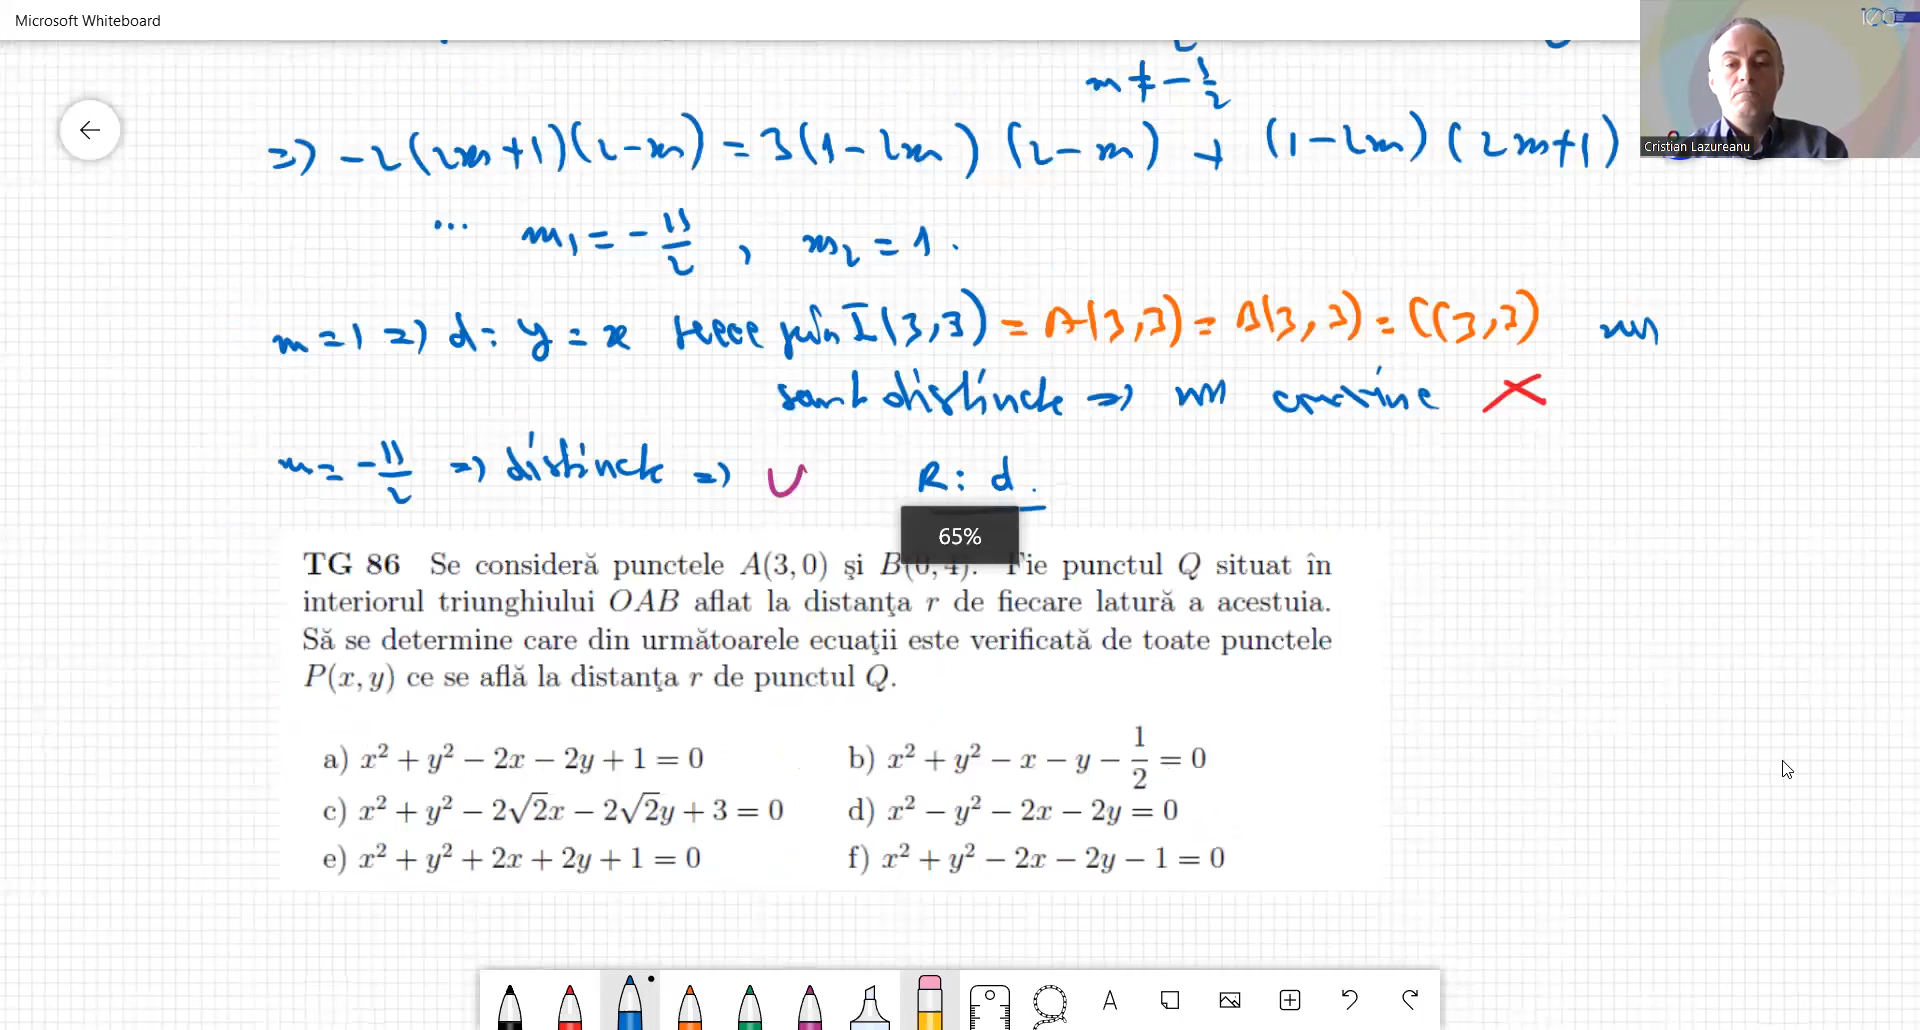 Microsoft Whiteboard
Cristian Lazureanu
m ≠ - 1/2
=> -2(2m+1)(2-m) = 3(1-2m)(2-m) + (1-2m)(2m+1)
... m₁ = - 11/2 , m₂ = 1.
m = 1 => d: y = x trece prin I(3,3) = A(3,3) = B(3,3) = C(3,3) nu
sunt distincte => nu convine ×
m = - 11/2 => distincte => R: d.
65%
TG 86 Se consideră punctele A(3, 0) şi B(0, 4). Fie punctul Q situat în
interiorul triunghiului OAB aflat la distanţa r de fiecare latură a acestuia.
Să se determine care din următoarele ecuaţii este verificată de toate punctele
P(x, y) ce se află la distanţa r de punctul Q.
a) x² + y² − 2x − 2y + 1 = 0 b) x² + y² − x − y − 1/2 = 0
c) x² + y² − 2√2x − 2√2y + 3 = 0 d) x² − y² − 2x − 2y = 0
e) x² + y² + 2x + 2y + 1 = 0 f) x² + y² − 2x − 2y − 1 = 0